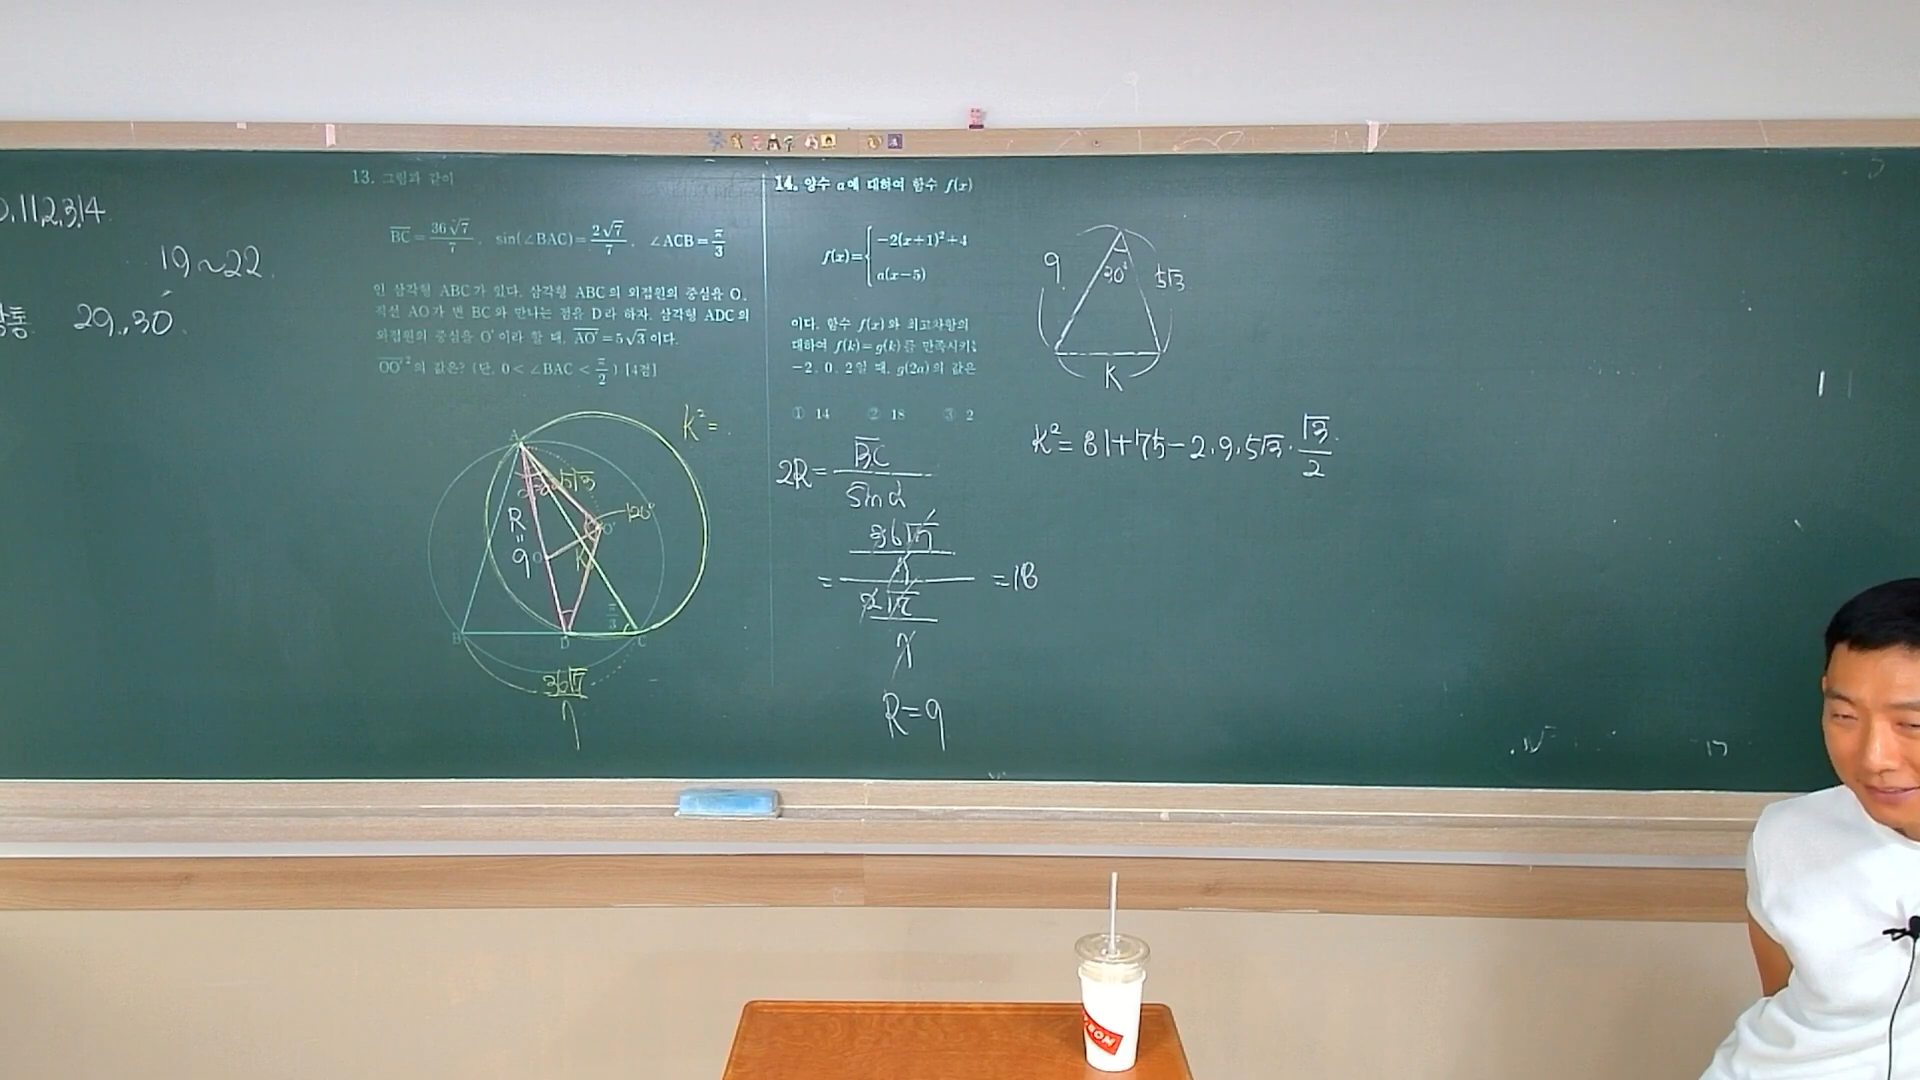 0.11,2,3,14
19~22
29,,30
13. 그림과 같이
BC = 36√7/7, sin(∠BAC) = 2√7/7, ∠ACB = π/3
인 삼각형 ABC가 있다. 삼각형 ABC의 외접원의 중심을 O,
직선 AO가 변 BC와 만나는 점을 D라 하자. 삼각형 ADC의
외접원의 중심을 O′이라 할 때, AO′ = 5√3 이다.
OO′² 의 값은? (단, 0 < ∠BAC < π/2) [4점]
K² =
A
5√3
R
=
9
O
K
120°
O′
π/3
B
D
C
36√7/7
14. 양수 a에 대하여 함수 f(x)
f(x) = { -2(x+1)²+4
a(x-5)
이다. 함수 f(x)와 최고차항의
대하여 f(k)=g(k)를 만족시키
-2, 0, 2일 때, g(2a)의 값은
① 14 ② 18 ③ 2
2R = BC/sin α
= (36√7/7)/(2√7/7) = 18
R = 9
9
30°
5√3
K
K² = 81+75-2·9·5√3·√3/2